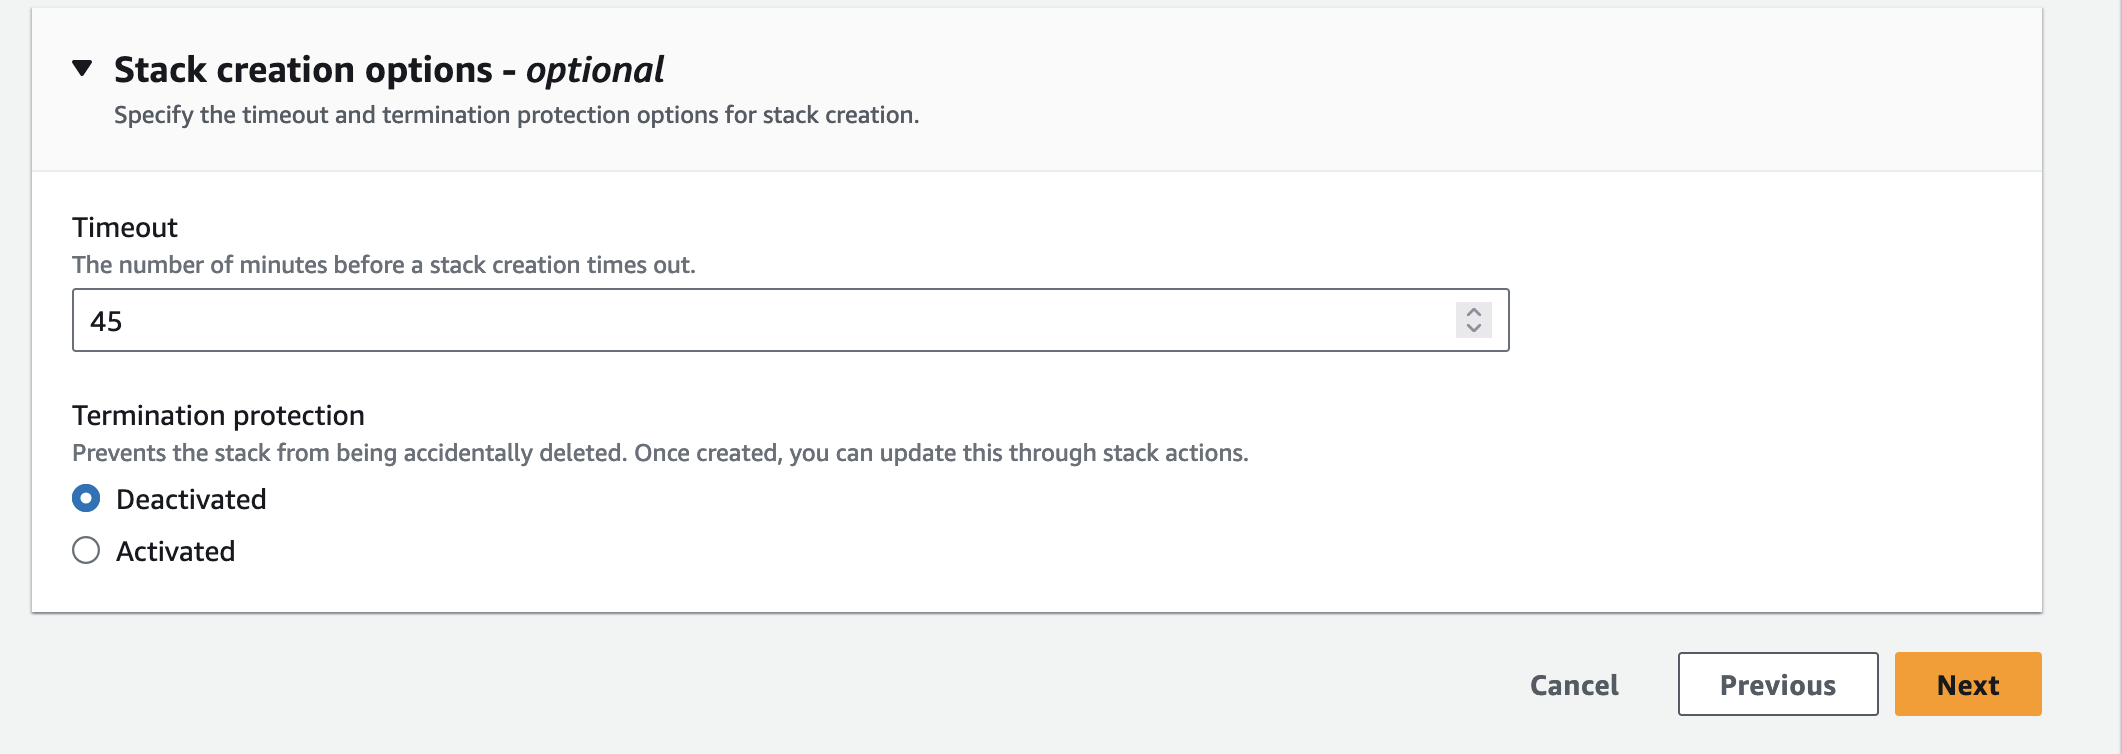 Stack creation options - optional
Specify the timeout and termination protection options for stack creation.
Timeout
The number of minutes before a stack creation times out.
45
Termination protection
Prevents the stack from being accidentally deleted. Once created, you can update this through stack actions.
Deactivated
Activated
Cancel Previous Next